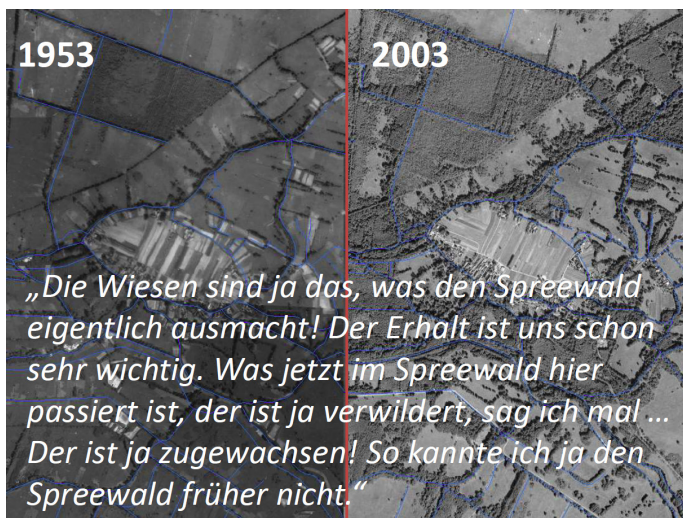 1953 2003
„Die Wiesen sind ja das, was den Spreewald
eigentlich ausmacht! Der Erhalt ist uns schon
sehr wichtig. Was jetzt im Spreewald hier
passiert ist, der ist ja verwildert, sag ich mal ...
Der ist ja zugewachsen! So kannte ich ja den
Spreewald früher nicht.“